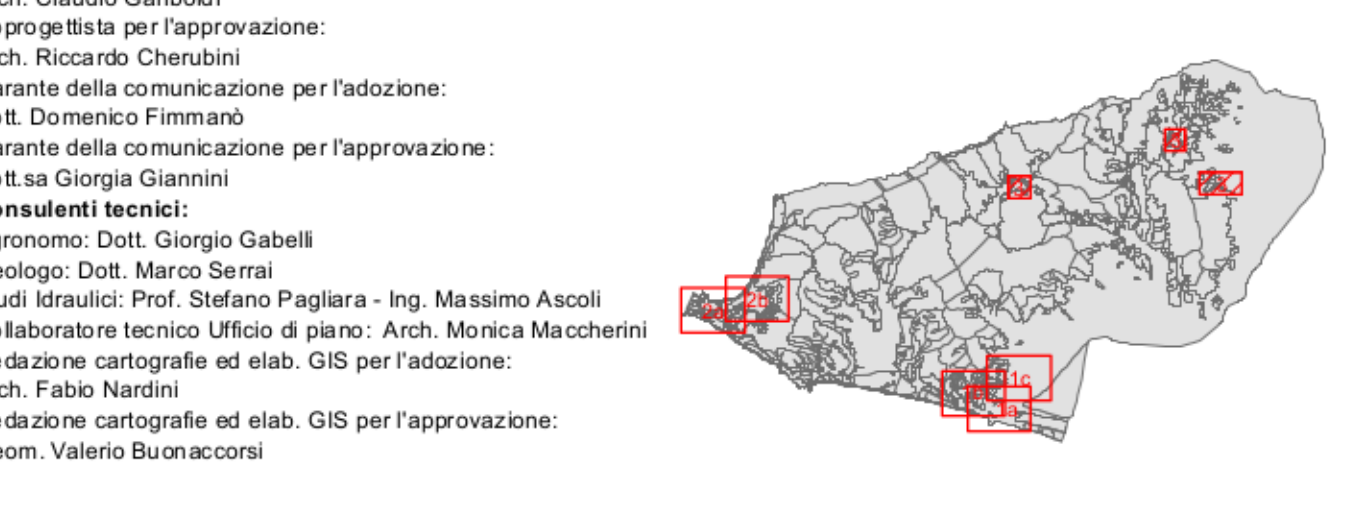 ch. Claudio Gariboldi
oprogettista per l'approvazione:
ch. Riccardo Cherubini
arante della comunicazione per l'adozione:
ott. Domenico Fimmanò
arante della comunicazione per l'approvazione:
ott.sa Giorgia Giannini
onsulenti tecnici:
gronomo: Dott. Giorgio Gabelli
eologo: Dott. Marco Serrai
udi Idraulici: Prof. Stefano Pagliara - Ing. Massimo Ascoli
ollaboratore tecnico Ufficio di piano: Arch. Monica Maccherini
edazione cartografie ed elab. GIS per l'adozione:
ch. Fabio Nardini
edazione cartografie ed elab. GIS per l'approvazione:
eom. Valerio Buonaccorsi
2b
2a
1c